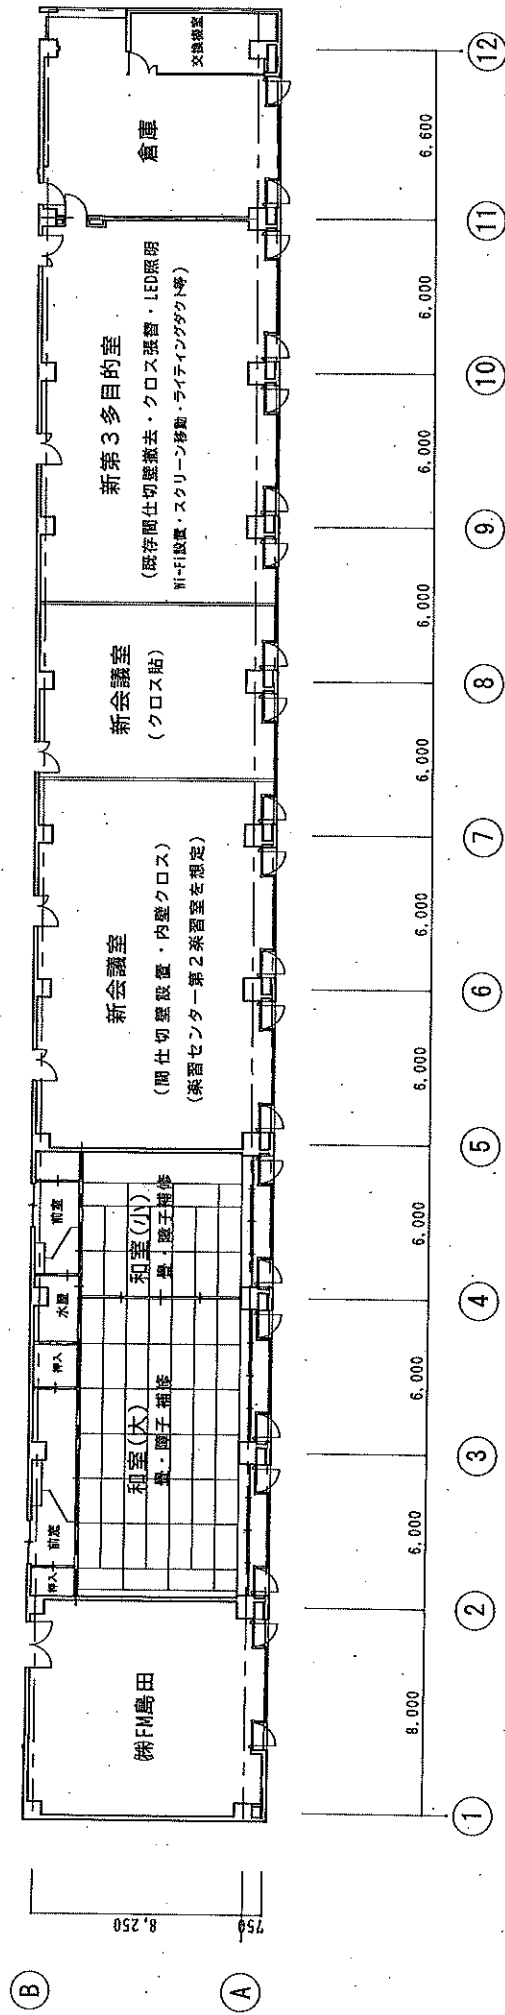 (株)FM島田
押入
前室
和室(大)
畳・障子補修
押入
水屋
前室
和室(小)
畳・障子補修
新会議室
(間仕切壁設置・内壁クロス)
(楽習センター第2楽習室を想定)
新会議室
(クロス貼)
新第3多目的室
(既存間仕切壁撤去・クロス張替・LED照明
Wi-Fi設置・スクリーン移動・ライティングダクト等)
倉庫
交換機室
8,000
6,000
6,000
6,000
6,000
6,000
6,000
6,000
6,000
6,000
6,600
1
2
3
4
5
6
7
8
9
10
11
12
B
8,250
750
A